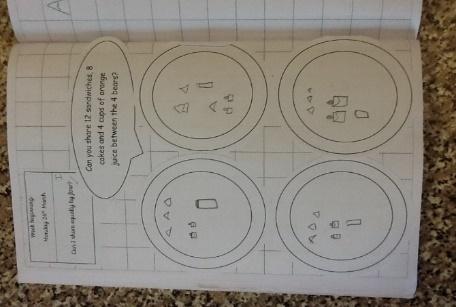 Week beginning:
Monday 26th March
Can I share equally by four?
Can you share 12 sandwiches, 8
cakes and 4 cups of orange
juice between the 4 bears?
A